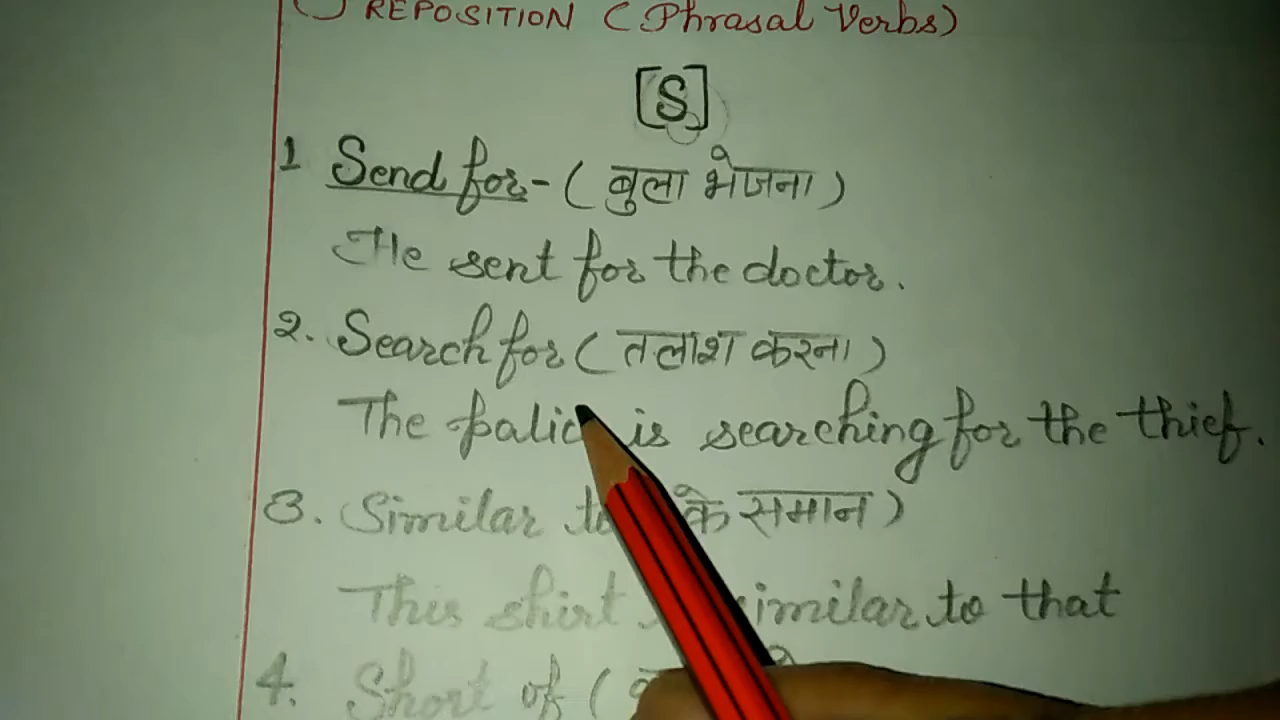 REPOSITION (Phrasal Verbs)
[S]
1 Send for - (बुला भेजना)
He sent for the doctor.
2. Search for (तलाश करना)
The is searching for the thief.
3. Similar के समान)
This shirt similar to that
4. Short of (